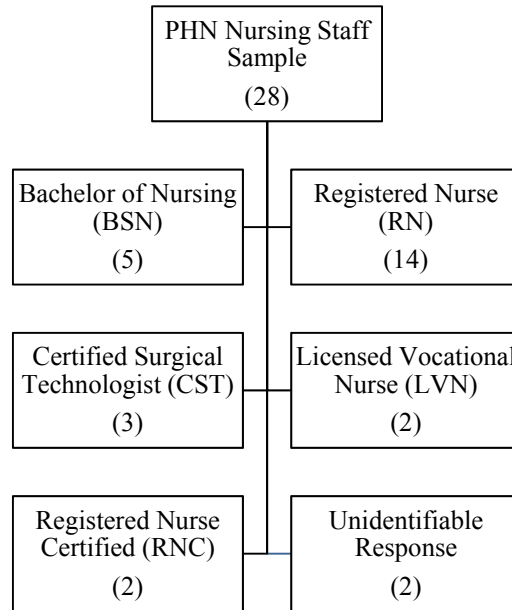 PHN Nursing Staff
Sample
(28)
Bachelor of Nursing
(BSN)
(5)
Registered Nurse
(RN)
(14)
Certified Surgical
Technologist (CST)
(3)
Licensed Vocational
Nurse (LVN)
(2)
Registered Nurse
Certified (RNC)
(2)
Unidentifiable
Response
(2)